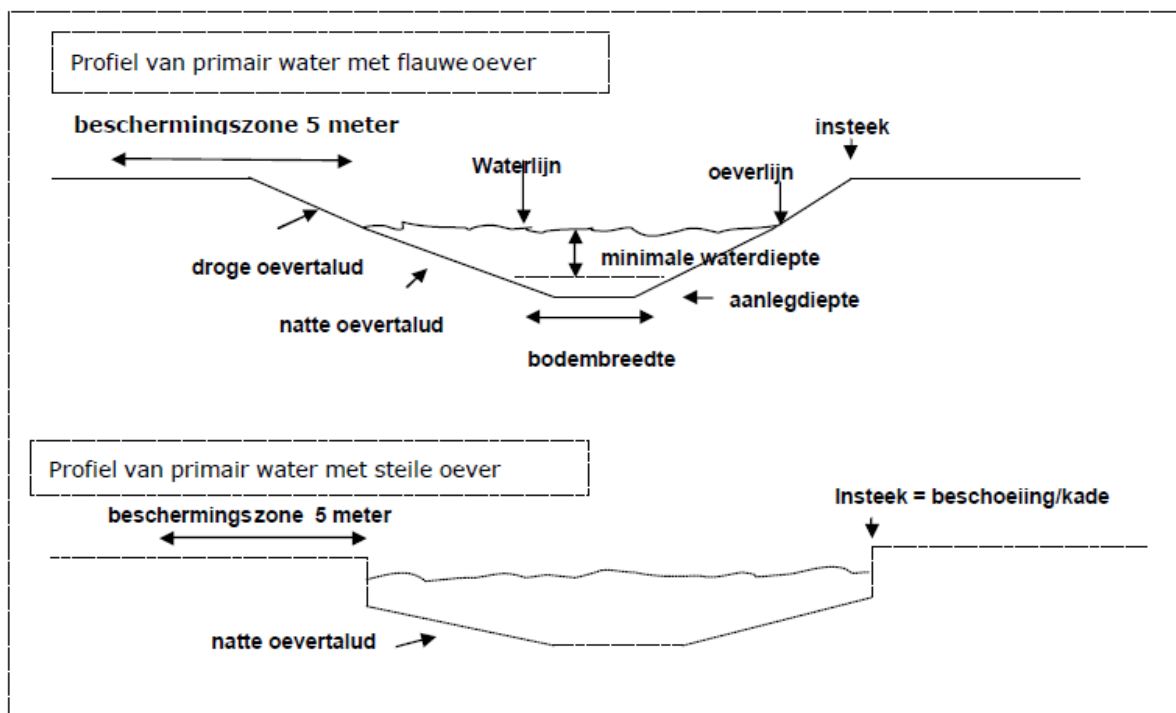 Profiel van primair water met flauwe oever
beschermingszone 5 meter
insteek
Waterlijn
oeverlijn
droge oevertalud
minimale waterdiepte
natte oevertalud
aanlegdiepte
bodembreedte
Profiel van primair water met steile oever
beschermingszone 5 meter
Insteek = beschoeiing/kade
natte oevertalud